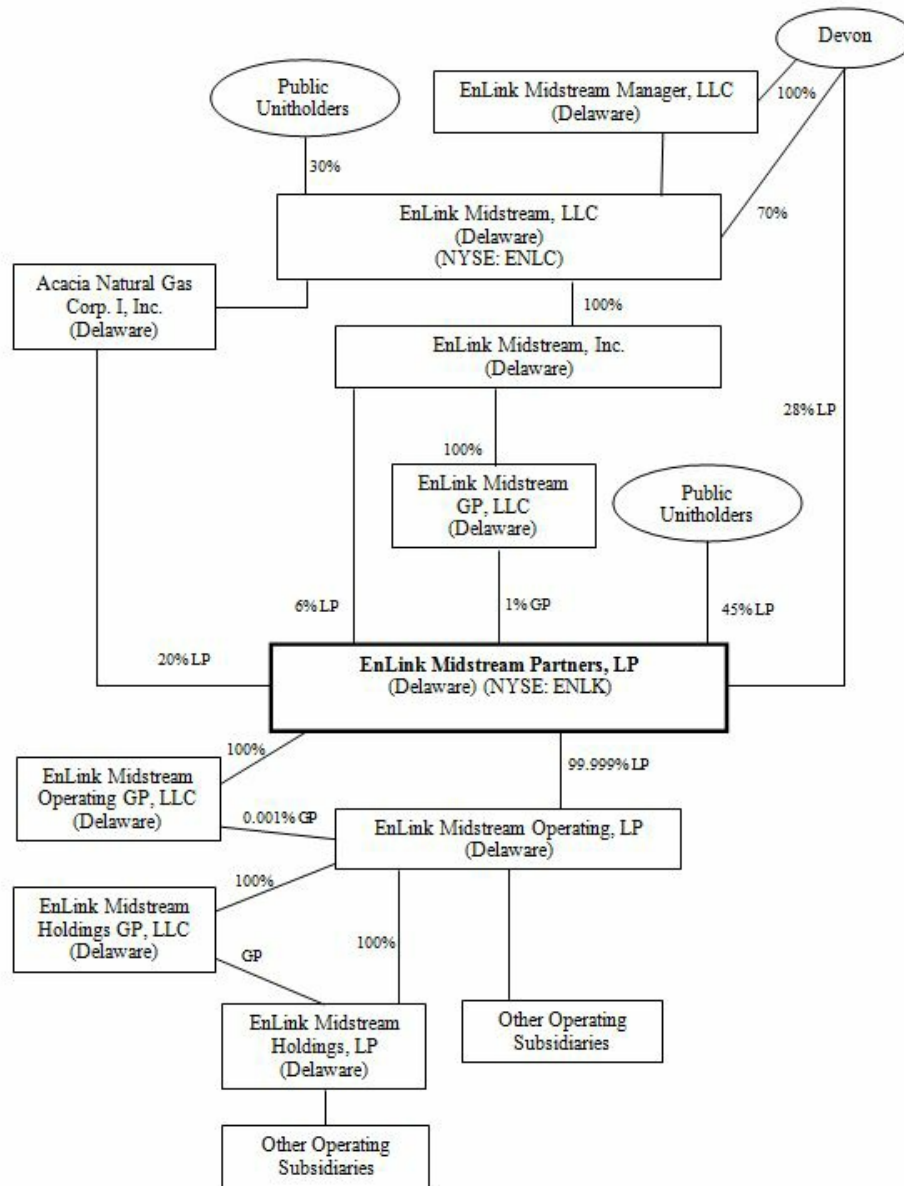 Devon
Public
Unitholders
EnLink Midstream Manager, LLC
(Delaware)
100%
30%
EnLink Midstream, LLC
(Delaware)
(NYSE: ENLC)
70%
Acacia Natural Gas
Corp. I, Inc.
(Delaware)
100%
EnLink Midstream, Inc.
(Delaware)
28% LP
100%
EnLink Midstream
GP, LLC
(Delaware)
Public
Unitholders
6% LP
1% GP
45% LP
20% LP
EnLink Midstream Partners, LP
(Delaware) (NYSE: ENLK)
100%
99.999% LP
EnLink Midstream
Operating GP, LLC
(Delaware)
0.001% GP
EnLink Midstream Operating, LP
(Delaware)
100%
EnLink Midstream
Holdings GP, LLC
(Delaware)
100%
GP
EnLink Midstream
Holdings, LP
(Delaware)
Other Operating
Subsidiaries
Other Operating
Subsidiaries